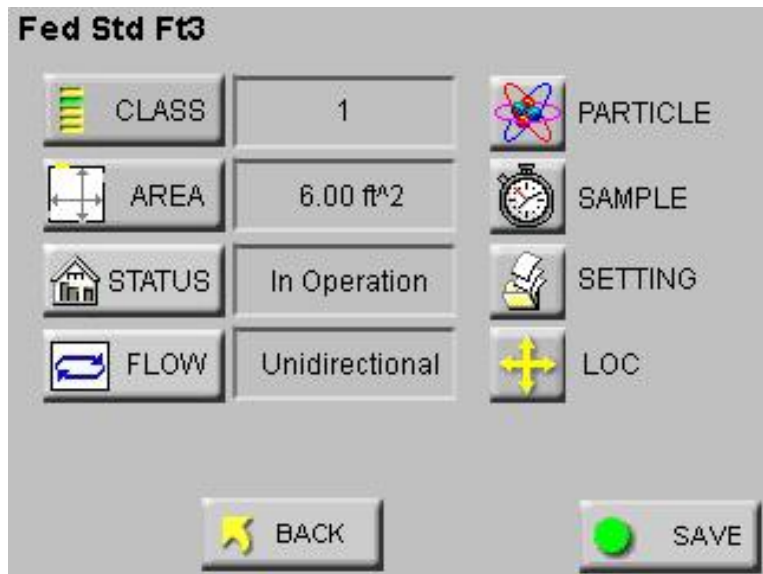 Fed Std Ft3
CLASS 1 PARTICLE
AREA 6.00 ft^2 SAMPLE
STATUS In Operation SETTING
FLOW Unidirectional LOC
BACK SAVE